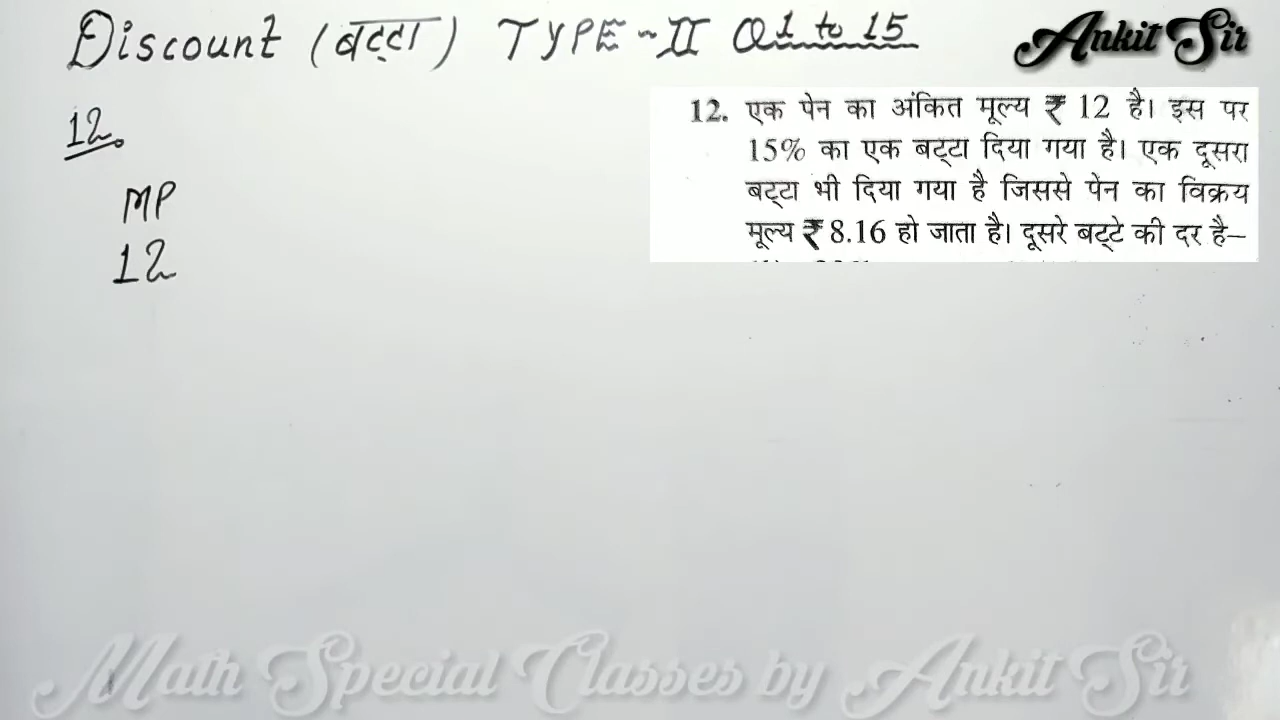 Discount (बट्टा) TYPE-II Q 1 to 15
Ankit Sir
12.
MP
12
12. एक पेन का अंकित मूल्य ₹ 12 है। इस पर
15% का एक बट्टा दिया गया है। एक दूसरा
बट्टा भी दिया गया है जिससे पेन का विक्रय
मूल्य ₹ 8.16 हो जाता है। दूसरे बट्टे की दर है–
Math Special Classes by Ankit Sir